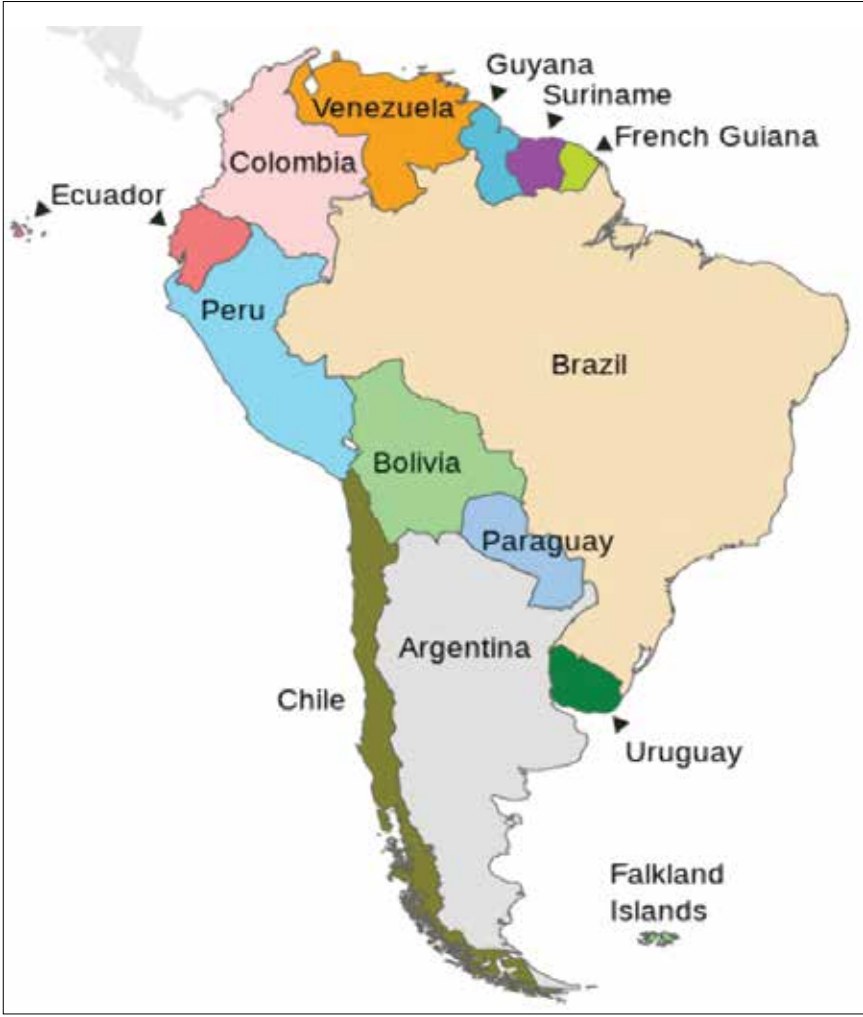 Guyana
Suriname
Venezuela
French Guiana
Colombia
Ecuador
Peru
Brazil
Bolivia
Paraguay
Argentina
Chile
Uruguay
Falkland
Islands